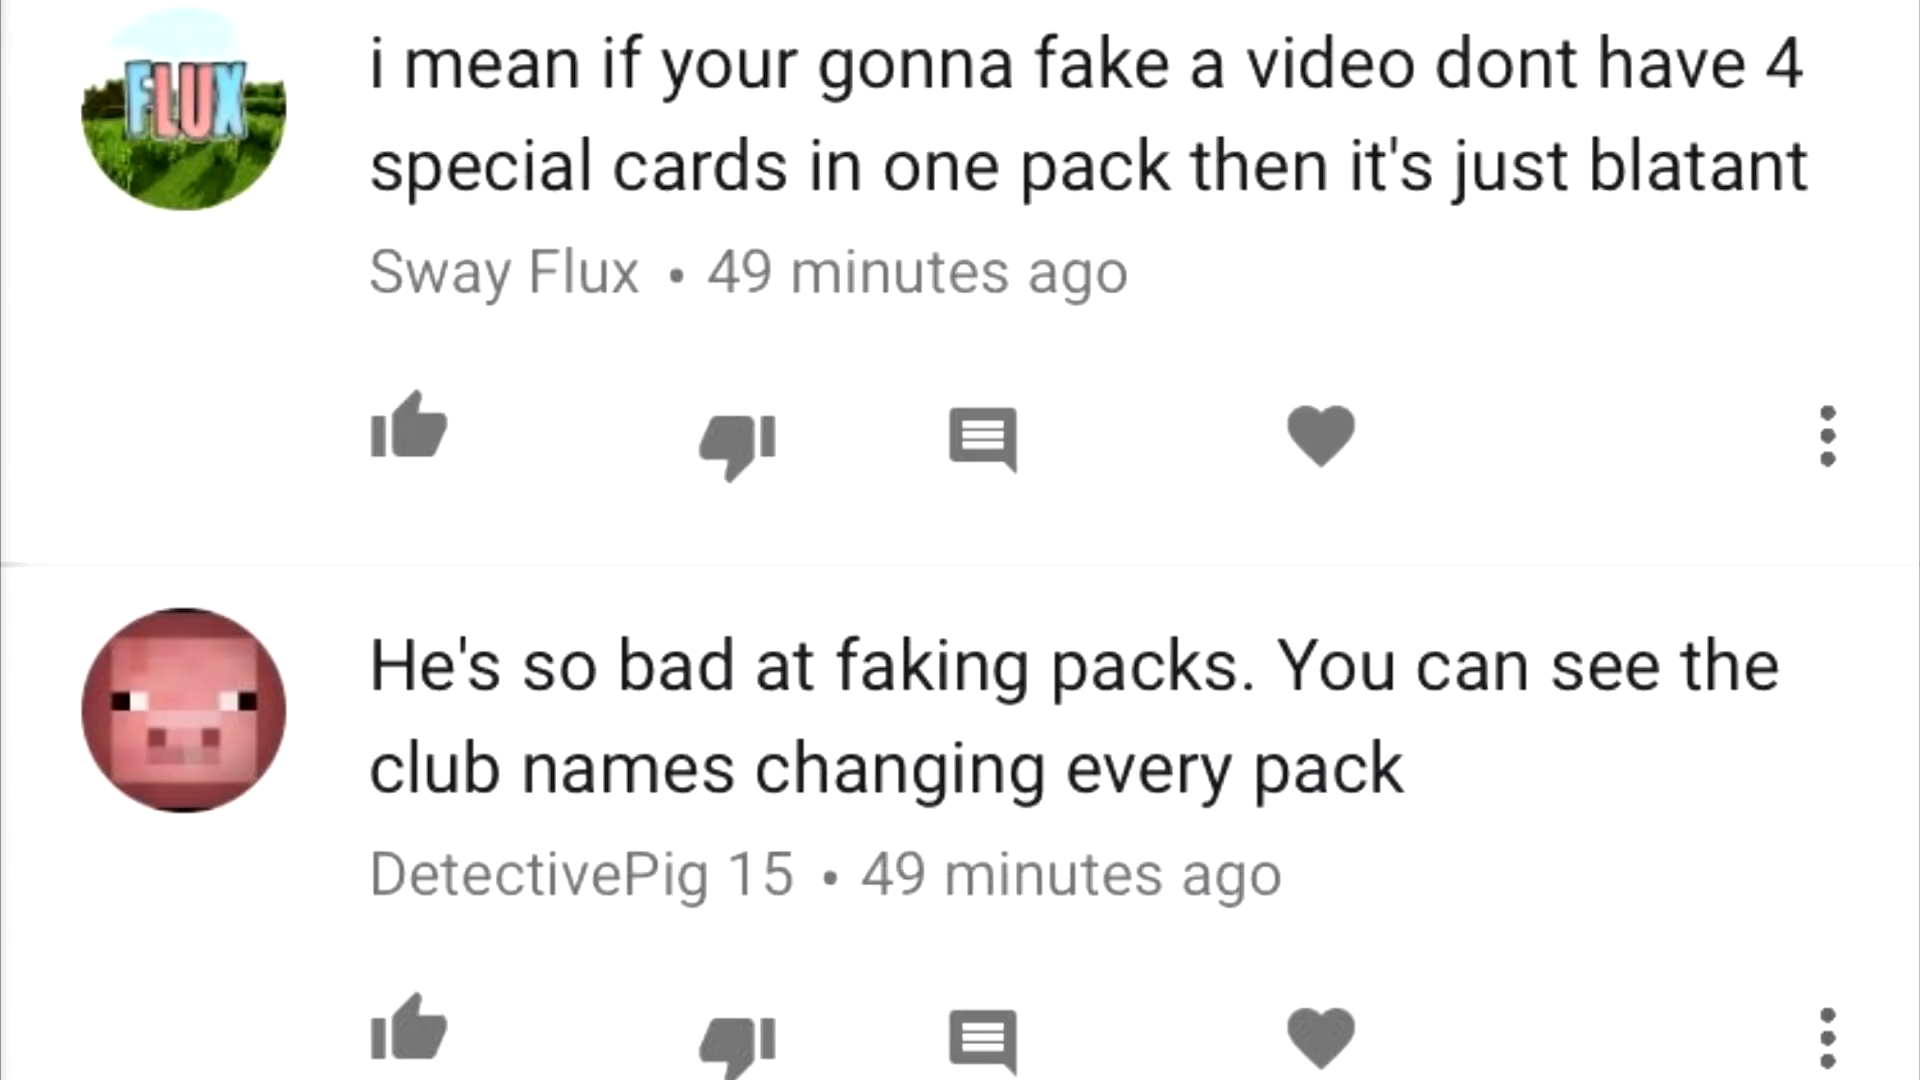 FLUX
i mean if your gonna fake a video dont have 4
special cards in one pack then it's just blatant
Sway Flux • 49 minutes ago
He's so bad at faking packs. You can see the
club names changing every pack
DetectivePig 15 • 49 minutes ago